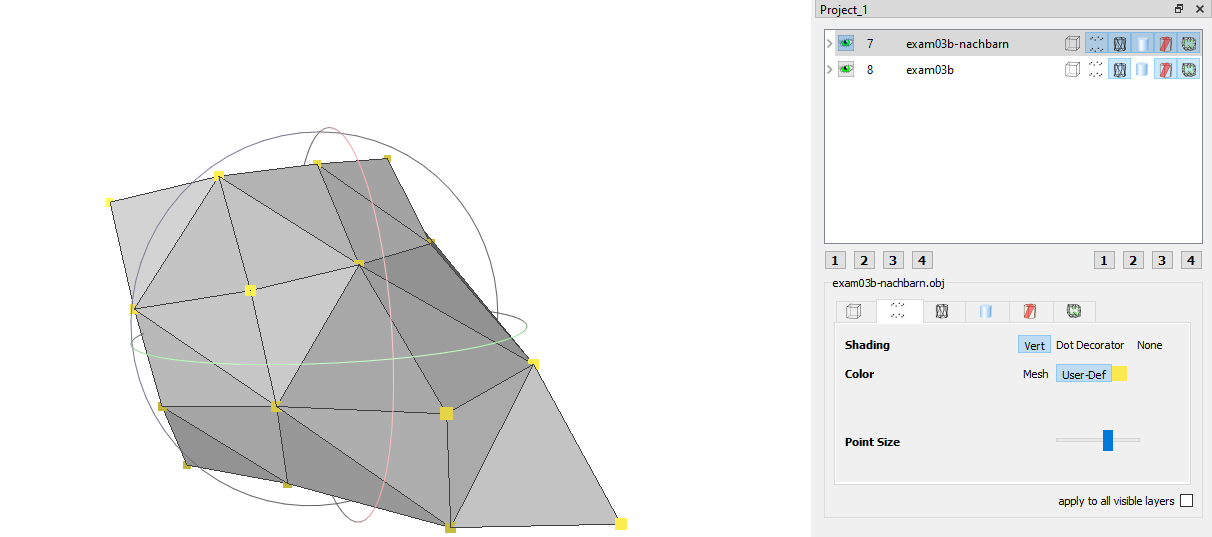 Project_1
7 exam03b-nachbarn
8 exam03b
1 2 3 4 1 2 3 4
exam03b-nachbarn.obj
Shading Vert Dot Decorator None
Color Mesh User-Def
Point Size
apply to all visible layers